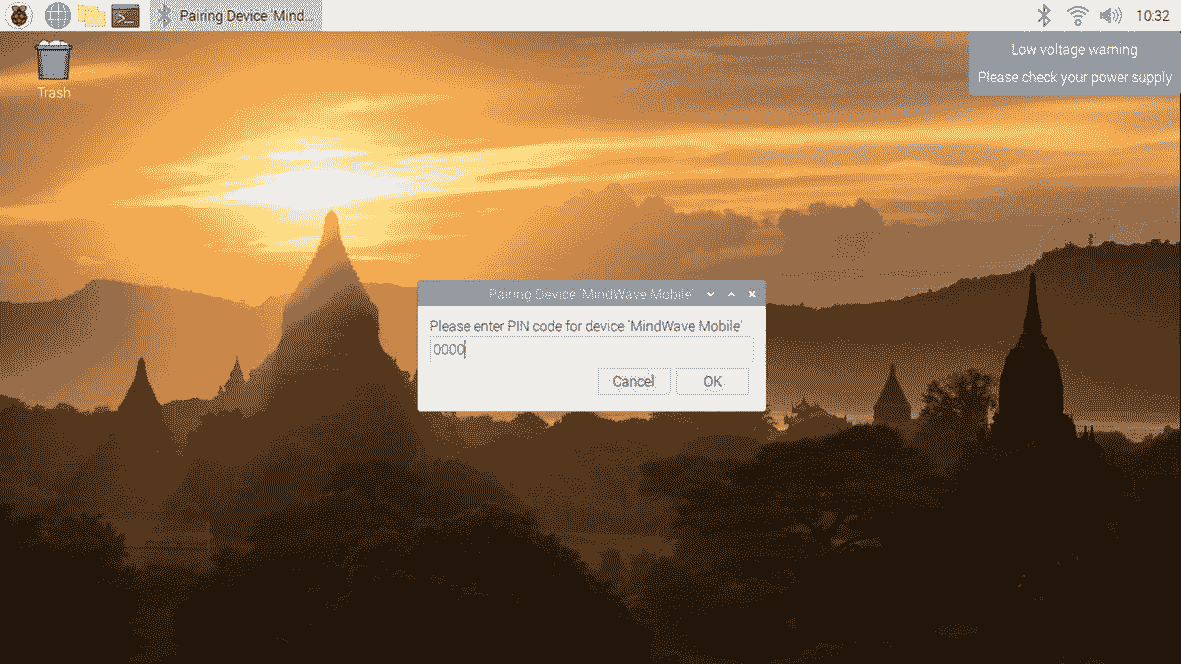 Pairing Device 'Mind...
10:32
Low voltage warning
Please check your power supply
Trash
Pairing Device 'MindWave Mobile'
Please enter PIN code for device 'MindWave Mobile'
0000
Cancel OK